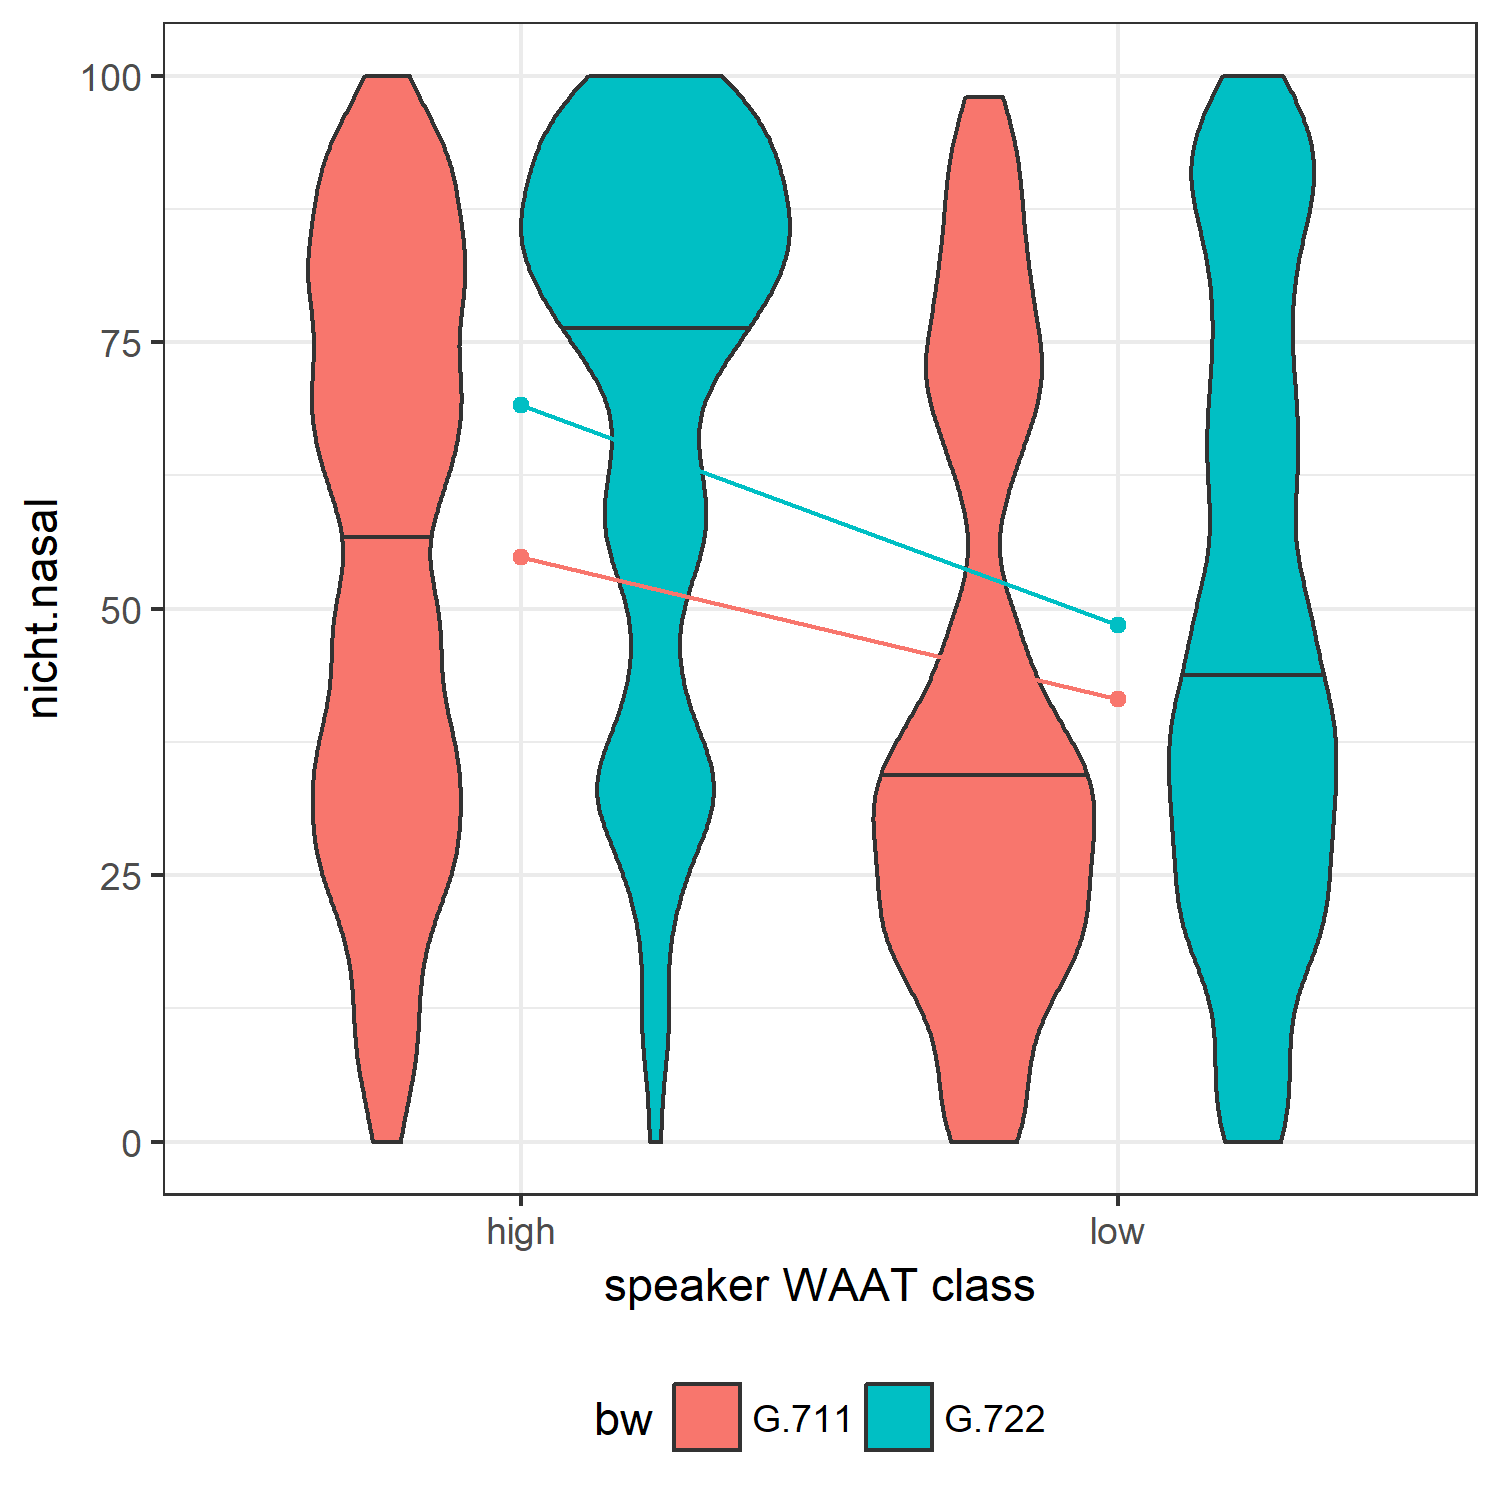 100
75
50
25
0
nicht.nasal
high low
speaker WAAT class
bw G.711 G.722